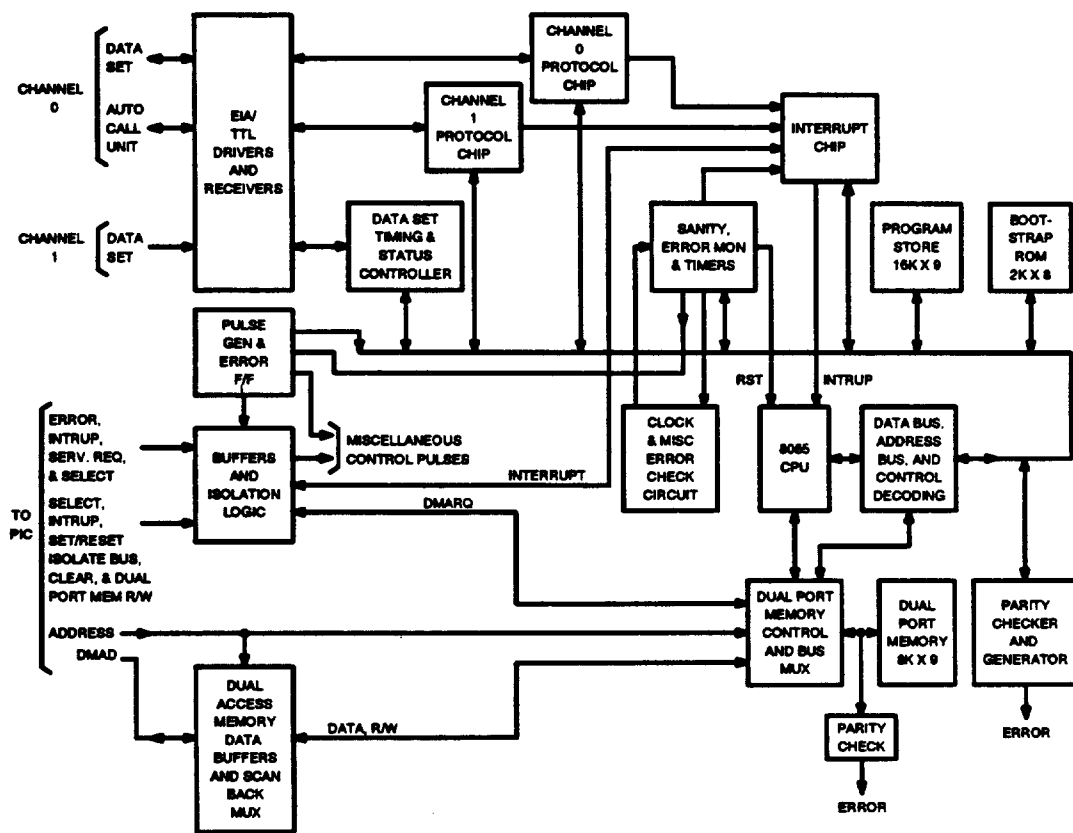 CHANNEL
0
DATA
SET
AUTO
CALL
UNIT
CHANNEL
1
DATA
SET
EIA/
TTL
DRIVERS
AND
RECEIVERS
CHANNEL
0
PROTOCOL
CHIP
CHANNEL
1
PROTOCOL
CHIP
INTERRUPT
CHIP
DATA SET
TIMING &
STATUS
CONTROLLER
SANITY,
ERROR MON
& TIMERS
PROGRAM
STORE
16K X 9
BOOT-
STRAP
ROM
2K X 8
PULSE
GEN &
ERROR
F/F
RST
INTRUP
TO
PIC
ERROR,
INTRUP,
SERV. REQ,
& SELECT
SELECT,
INTRUP,
SET/RESET
ISOLATE BUS,
CLEAR, & DUAL
PORT MEM R/W
ADDRESS
DMAD
BUFFERS
AND
ISOLATION
LOGIC
MISCELLANEOUS
CONTROL PULSES
INTERRUPT
DMARQ
CLOCK
& MISC
ERROR
CHECK
CIRCUIT
8085
CPU
DATA BUS,
ADDRESS
BUS, AND
CONTROL
DECODING
DUAL PORT
MEMORY
CONTROL
AND BUS
MUX
DUAL
PORT
MEMORY
8K X 9
PARITY
CHECKER
AND
GENERATOR
DUAL
ACCESS
MEMORY
DATA
BUFFERS
AND SCAN
BACK
MUX
DATA, R/W
PARITY
CHECK
ERROR
ERROR